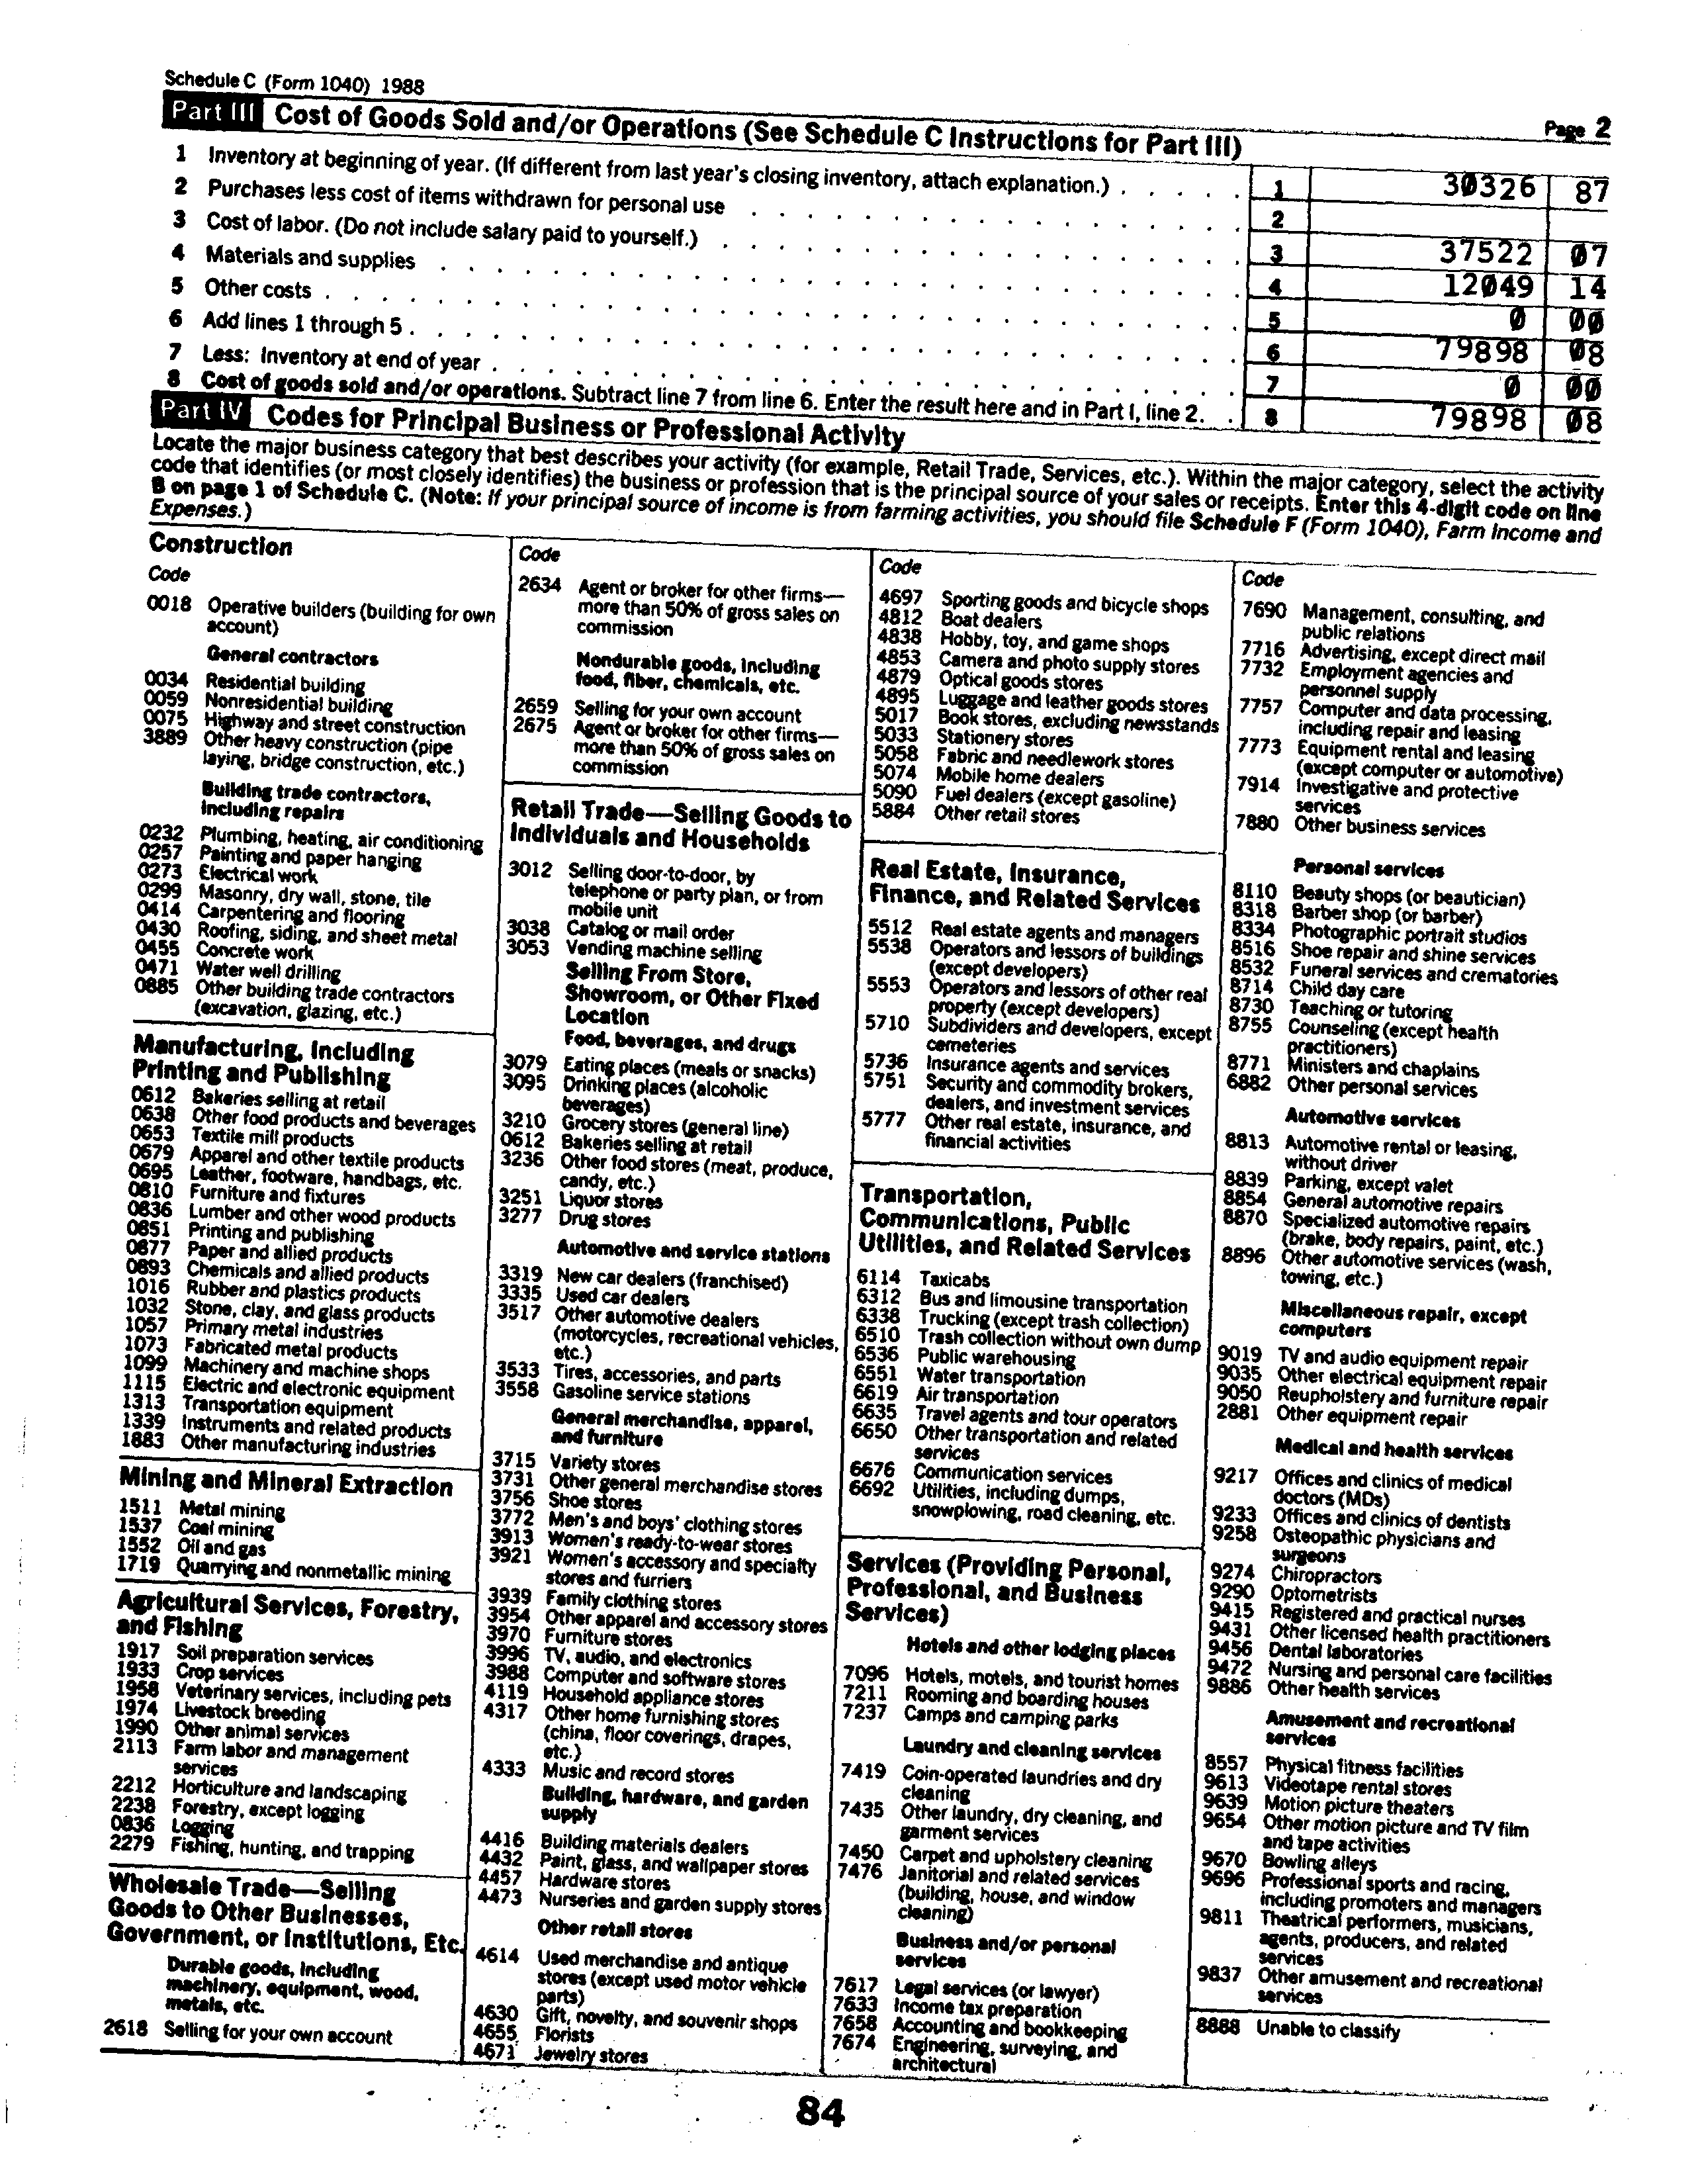 Schedule C (Form 1040) 1988
Page 2
Part III Cost of Goods Sold and/or Operations (See Schedule C Instructions for Part III)
1 Inventory at beginning of year. (If different from last year's closing inventory, attach explanation.) . . . . . 1 30326 87
2 Purchases less cost of items withdrawn for personal use 2
3 Cost of labor. (Do not include salary paid to yourself.) 3 37522 07
4 Materials and supplies 4 12049 14
5 Other costs 5 0 00
6 Add lines 1 through 5 6 79898 08
7 Less: Inventory at end of year 7 0 00
8 Cost of goods sold and/or operations. Subtract line 7 from line 6. Enter the result here and in Part I, line 2. . 8 79898 08
Part IV Codes for Principal Business or Professional Activity
Locate the major business category that best describes your activity (for example, Retail Trade, Services, etc.). Within the major category, select the activity
code that identifies (or most closely identifies) the business or profession that is the principal source of your sales or receipts. Enter this 4-digit code on line
B on page 1 of Schedule C. (Note: If your principal source of income is from farming activities, you should file Schedule F (Form 1040), Farm Income and
Expenses.)
Construction
Code
0018 Operative builders (building for own
account)
General contractors
0034 Residential building
0059 Nonresidential building
0075 Highway and street construction
3889 Other heavy construction (pipe
laying, bridge construction, etc.)
Building trade contractors,
including repairs
0232 Plumbing, heating, air conditioning
0257 Painting and paper hanging
0273 Electrical work
0299 Masonry, dry wall, stone, tile
0414 Carpentering and flooring
0430 Roofing, siding, and sheet metal
0455 Concrete work
0471 Water well drilling
0885 Other building trade contractors
(excavation, glazing, etc.)
Manufacturing, Including
Printing and Publishing
0612 Bakeries selling at retail
0638 Other food products and beverages
0653 Textile mill products
0679 Apparel and other textile products
0695 Leather, footware, handbags, etc.
0810 Furniture and fixtures
0836 Lumber and other wood products
0851 Printing and publishing
0877 Paper and allied products
0893 Chemicals and allied products
1016 Rubber and plastics products
1032 Stone, clay, and glass products
1057 Primary metal industries
1073 Fabricated metal products
1099 Machinery and machine shops
1115 Electric and electronic equipment
1313 Transportation equipment
1339 Instruments and related products
1883 Other manufacturing industries
Mining and Mineral Extraction
1511 Metal mining
1537 Coal mining
1552 Oil and gas
1719 Quarrying and nonmetallic mining
Agricultural Services, Forestry,
and Fishing
1917 Soil preparation services
1933 Crop services
1958 Veterinary services, including pets
1974 Livestock breeding
1990 Other animal services
2113 Farm labor and management
services
2212 Horticulture and landscaping
2238 Forestry, except logging
0836 Logging
2279 Fishing, hunting, and trapping
Wholesale Trade—Selling
Goods to Other Businesses,
Government, or Institutions, Etc.
Durable goods, including
machinery, equipment, wood,
metals, etc.
2618 Selling for your own account
Code
2634 Agent or broker for other firms—
more than 50% of gross sales on
commission
Nondurable goods, including
food, fiber, chemicals, etc.
2659 Selling for your own account
2675 Agent or broker for other firms—
more than 50% of gross sales on
commission
Retail Trade—Selling Goods to
Individuals and Households
3012 Selling door-to-door, by
telephone or party plan, or from
mobile unit
3038 Catalog or mail order
3053 Vending machine selling
Selling From Store,
Showroom, or Other Fixed
Location
Food, beverages, and drugs
3079 Eating places (meals or snacks)
3095 Drinking places (alcoholic
beverages)
3210 Grocery stores (general line)
0612 Bakeries selling at retail
3236 Other food stores (meat, produce,
candy, etc.)
3251 Liquor stores
3277 Drug stores
Automotive and service stations
3319 New car dealers (franchised)
3335 Used car dealers
3517 Other automotive dealers
(motorcycles, recreational vehicles,
etc.)
3533 Tires, accessories, and parts
3558 Gasoline service stations
General merchandise, apparel,
and furniture
3715 Variety stores
3731 Other general merchandise stores
3756 Shoe stores
3772 Men's and boys' clothing stores
3913 Women's ready-to-wear stores
3921 Women's accessory and specialty
stores and furriers
3939 Family clothing stores
3954 Other apparel and accessory stores
3970 Furniture stores
3996 TV, audio, and electronics
3988 Computer and software stores
4119 Household appliance stores
4317 Other home furnishing stores
(china, floor coverings, drapes,
etc.)
4333 Music and record stores
Building, hardware, and garden
supply
4416 Building materials dealers
4432 Paint, glass, and wallpaper stores
4457 Hardware stores
4473 Nurseries and garden supply stores
Other retail stores
4614 Used merchandise and antique
stores (except used motor vehicle
parts)
4630 Gift, novelty, and souvenir shops
4655 Florists
4671 Jewelry stores
Code
4697 Sporting goods and bicycle shops
4812 Boat dealers
4838 Hobby, toy, and game shops
4853 Camera and photo supply stores
4879 Optical goods stores
4895 Luggage and leather goods stores
5017 Book stores, excluding newsstands
5033 Stationery stores
5058 Fabric and needlework stores
5074 Mobile home dealers
5090 Fuel dealers (except gasoline)
5884 Other retail stores
Real Estate, Insurance,
Finance, and Related Services
5512 Real estate agents and managers
5538 Operators and lessors of buildings
(except developers)
5553 Operators and lessors of other real
property (except developers)
5710 Subdividers and developers, except
cemeteries
5736 Insurance agents and services
5751 Security and commodity brokers,
dealers, and investment services
5777 Other real estate, insurance, and
financial activities
Transportation,
Communications, Public
Utilities, and Related Services
6114 Taxicabs
6312 Bus and limousine transportation
6338 Trucking (except trash collection)
6510 Trash collection without own dump
6536 Public warehousing
6551 Water transportation
6619 Air transportation
6635 Travel agents and tour operators
6650 Other transportation and related
services
6676 Communication services
6692 Utilities, including dumps,
snowplowing, road cleaning, etc.
Services (Providing Personal,
Professional, and Business
Services)
Hotels and other lodging places
7096 Hotels, motels, and tourist homes
7211 Rooming and boarding houses
7237 Camps and camping parks
Laundry and cleaning services
7419 Coin-operated laundries and dry
cleaning
7435 Other laundry, dry cleaning, and
garment services
7450 Carpet and upholstery cleaning
7476 Janitorial and related services
(building, house, and window
cleaning)
Business and/or personal
services
7617 Legal services (or lawyer)
7633 Income tax preparation
7658 Accounting and bookkeeping
7674 Engineering, surveying, and
architectural
Code
7690 Management, consulting, and
public relations
7716 Advertising, except direct mail
7732 Employment agencies and
personnel supply
7757 Computer and data processing,
including repair and leasing
7773 Equipment rental and leasing
(except computer or automotive)
7914 Investigative and protective
services
7880 Other business services
Personal services
8110 Beauty shops (or beautician)
8318 Barber shop (or barber)
8334 Photographic portrait studios
8516 Shoe repair and shine services
8532 Funeral services and crematories
8714 Child day care
8730 Teaching or tutoring
8755 Counseling (except health
practitioners)
8771 Ministers and chaplains
6882 Other personal services
Automotive services
8813 Automotive rental or leasing,
without driver
8839 Parking, except valet
8854 General automotive repairs
8870 Specialized automotive repairs
(brake, body repairs, paint, etc.)
8896 Other automotive services (wash,
towing, etc.)
Miscellaneous repair, except
computers
9019 TV and audio equipment repair
9035 Other electrical equipment repair
9050 Reupholstery and furniture repair
2881 Other equipment repair
Medical and health services
9217 Offices and clinics of medical
doctors (MDs)
9233 Offices and clinics of dentists
9258 Osteopathic physicians and
surgeons
9274 Chiropractors
9290 Optometrists
9415 Registered and practical nurses
9431 Other licensed health practitioners
9456 Dental laboratories
9472 Nursing and personal care facilities
9886 Other health services
Amusement and recreational
services
8557 Physical fitness facilities
9613 Videotape rental stores
9639 Motion picture theaters
9654 Other motion picture and TV film
and tape activities
9670 Bowling alleys
9696 Professional sports and racing,
including promoters and managers
9811 Theatrical performers, musicians,
agents, producers, and related
services
9837 Other amusement and recreational
services
8888 Unable to classify
84